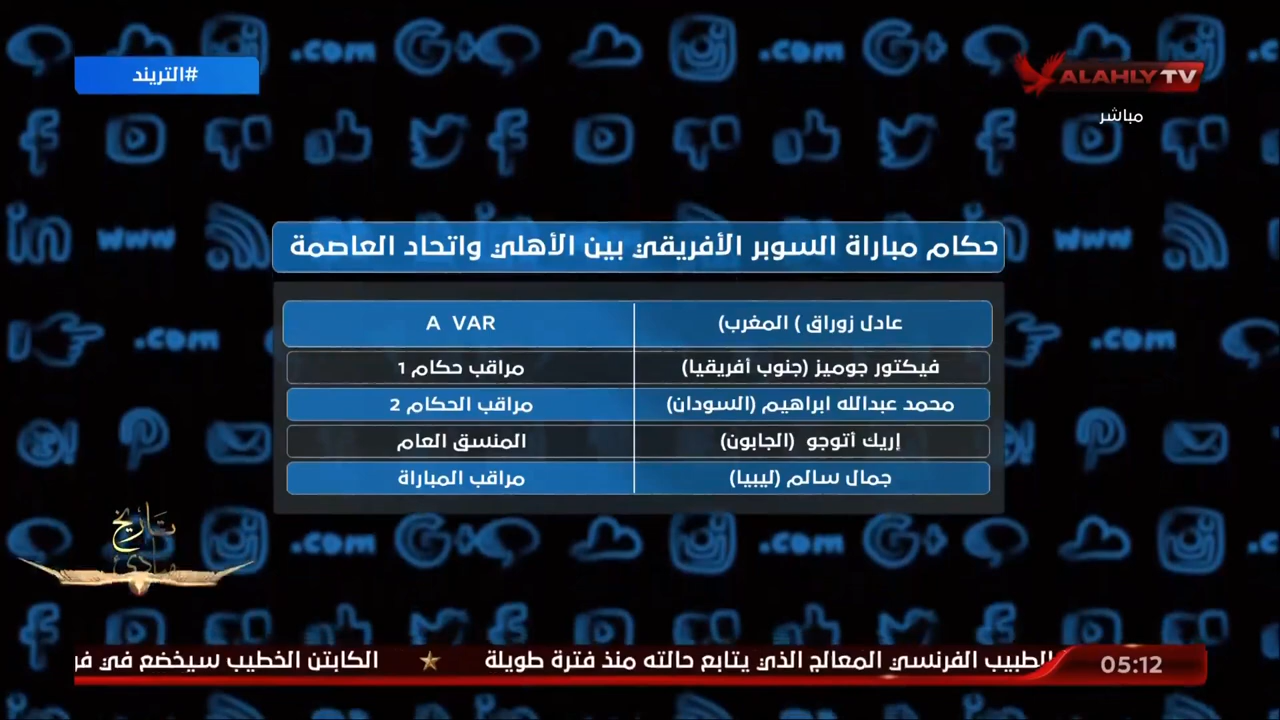 #التريند
ALAHLY TV
مباشر
حكام مباراة السوبر الأفريقي بين الأهلي واتحاد العاصمة
عادل زوراق ) المغرب) A VAR
فيكتور جوميز (جنوب أفريقيا) مراقب حكام 1
محمد عبدالله ابراهيم (السودان) مراقب الحكام 2
إريك أتوجو (الجابون) المنسق العام
جمال سالم (ليبيا) مراقب المباراة
تاريخ
05:12
الطبيب الفرنسي المعالج الذي يتابع حالته منذ فترة طويلة ★ الكابتن الخطيب سيخضع في